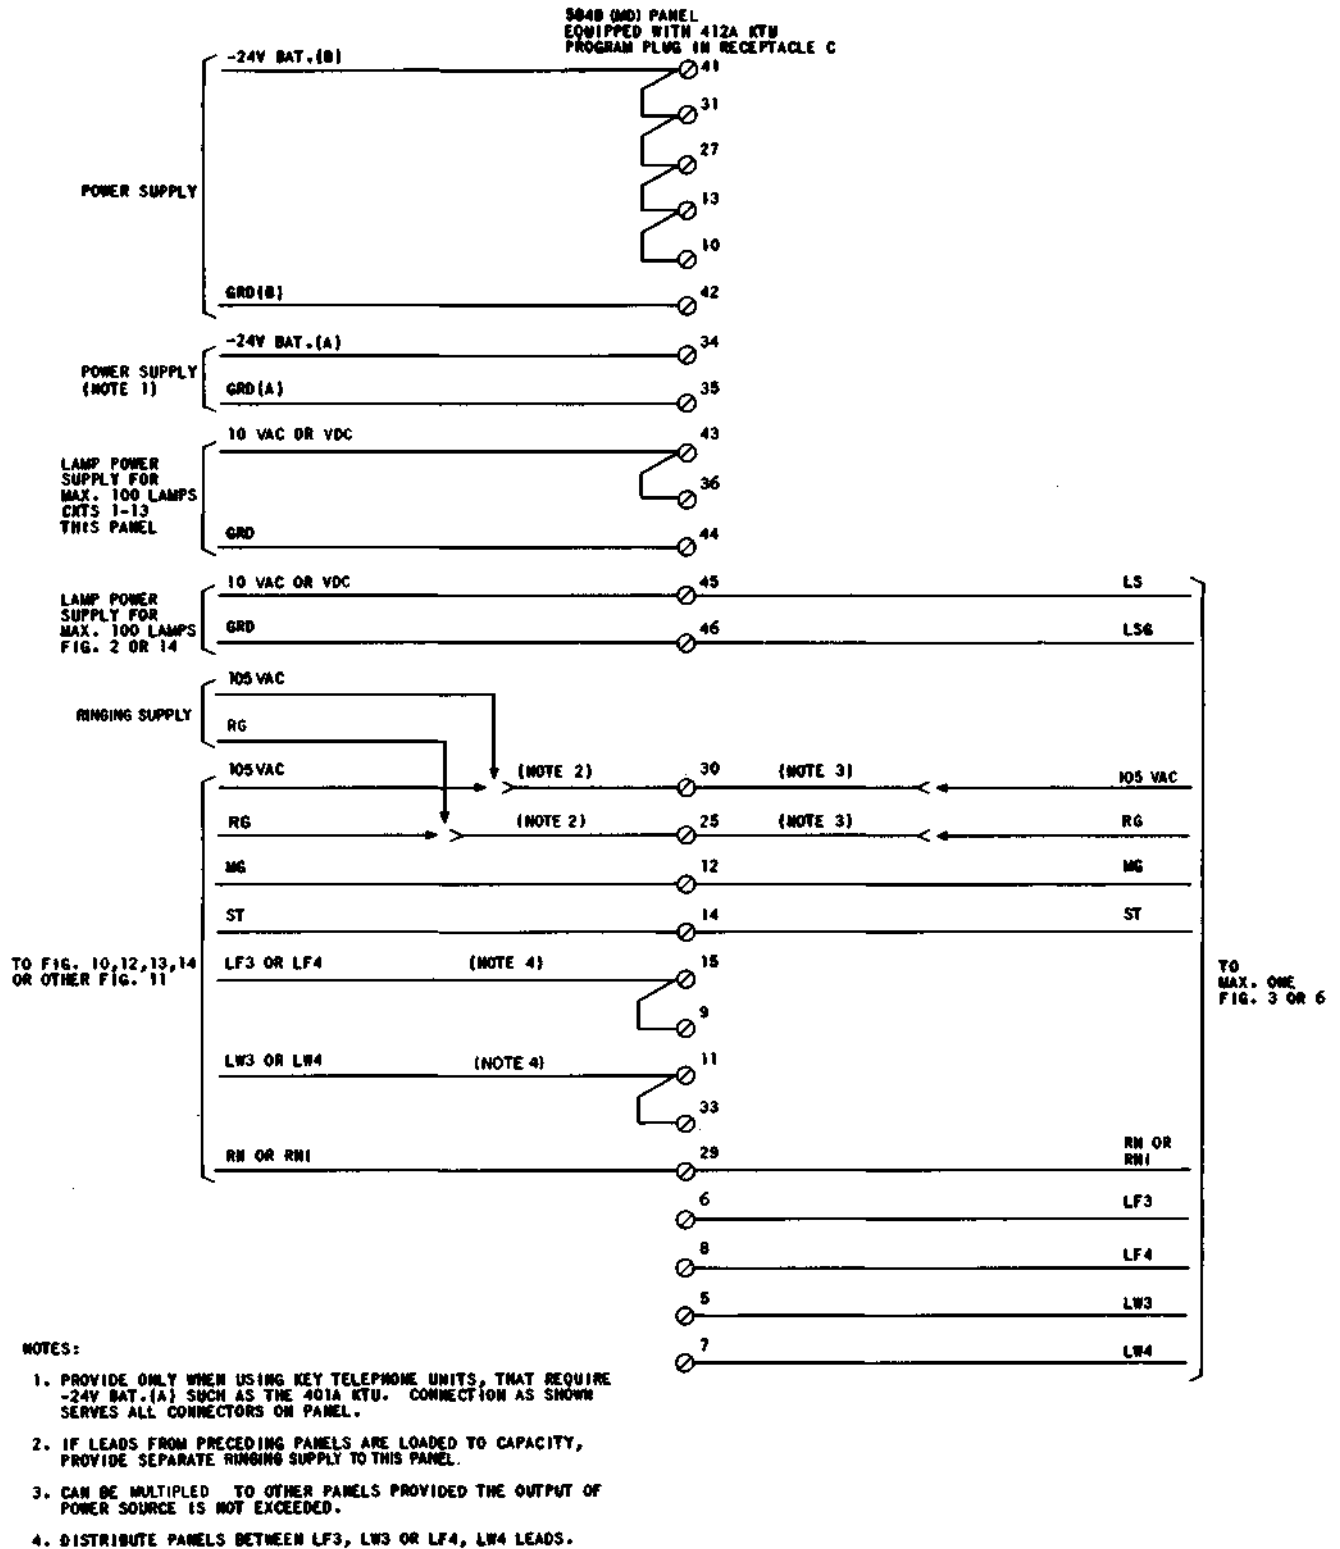 584B (MD) PANEL
EQUIPPED WITH 412A KTU
PROGRAM PLUG IN RECEPTACLE C
-24V BAT.(B)
41
31
27
POWER SUPPLY
13
10
GRD(B)
42
-24V BAT.(A)
34
POWER SUPPLY
(NOTE 1)
GRD(A)
35
10 VAC OR VDC
43
LAMP POWER
SUPPLY FOR
MAX. 100 LAMPS
CKTS 1-13
THIS PANEL
36
GRD
44
10 VAC OR VDC
45
LS
LAMP POWER
SUPPLY FOR
MAX. 100 LAMPS
FIG. 2 OR 14
GRD
46
LSG
105 VAC
RINGING SUPPLY
RG
105 VAC
(NOTE 2)
30
(NOTE 3)
105 VAC
RG
(NOTE 2)
25
(NOTE 3)
RG
MG
12
MG
ST
14
ST
TO FIG. 10,12,13,14
OR OTHER FIG. 11
LF3 OR LF4
(NOTE 4)
15
TO
MAX. ONE
FIG. 3 OR 6
9
LW3 OR LW4
(NOTE 4)
11
33
RN OR RN1
29
RN OR
RN1
6
LF3
8
LF4
5
LW3
7
LW4
NOTES:
1. PROVIDE ONLY WHEN USING KEY TELEPHONE UNITS, THAT REQUIRE
-24V BAT.(A) SUCH AS THE 401A KTU. CONNECTION AS SHOWN
SERVES ALL CONNECTORS ON PANEL.
2. IF LEADS FROM PRECEDING PANELS ARE LOADED TO CAPACITY,
PROVIDE SEPARATE RINGING SUPPLY TO THIS PANEL.
3. CAN BE MULTIPLED TO OTHER PANELS PROVIDED THE OUTPUT OF
POWER SOURCE IS NOT EXCEEDED.
4. DISTRIBUTE PANELS BETWEEN LF3, LW3 OR LF4, LW4 LEADS.